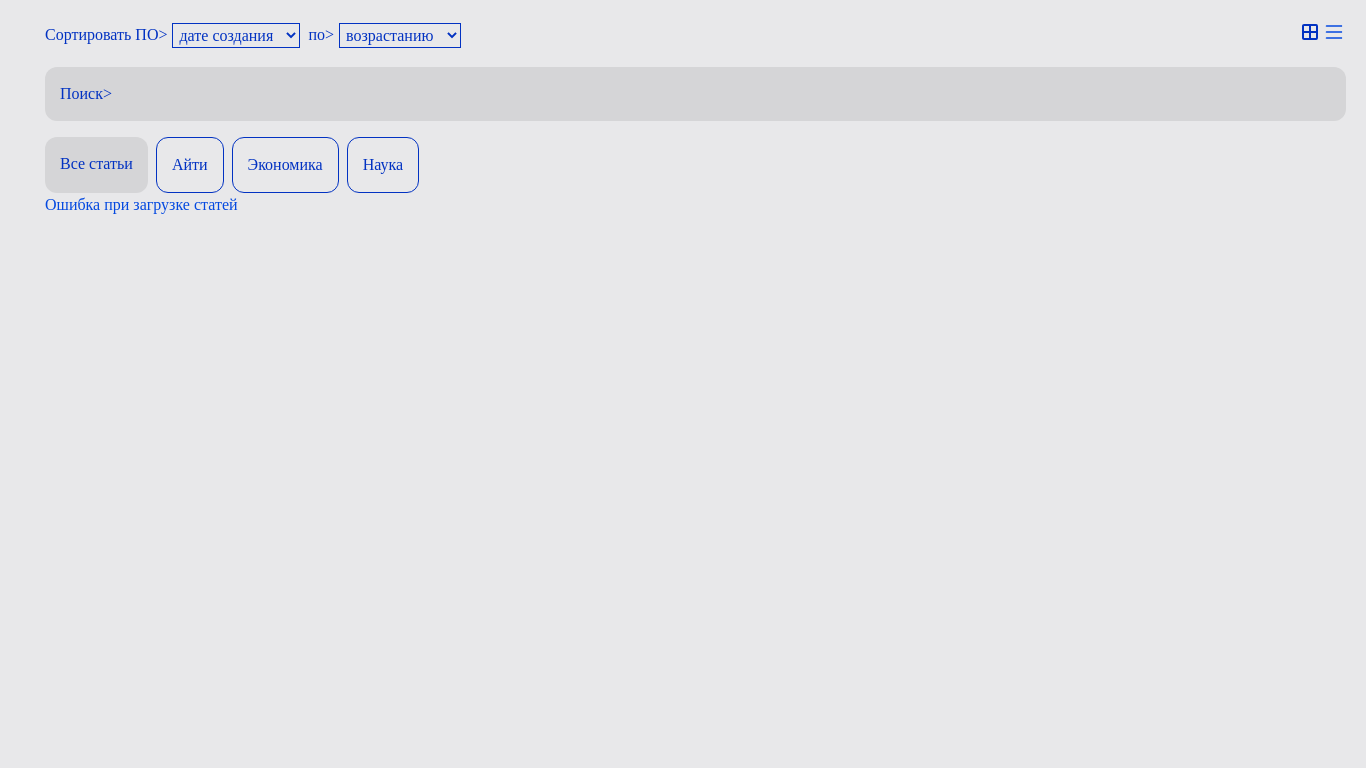 Сортировать ПО> дате создания по> возрастанию
Поиск>
Все статьи Айти Экономика Наука
Ошибка при загрузке статей